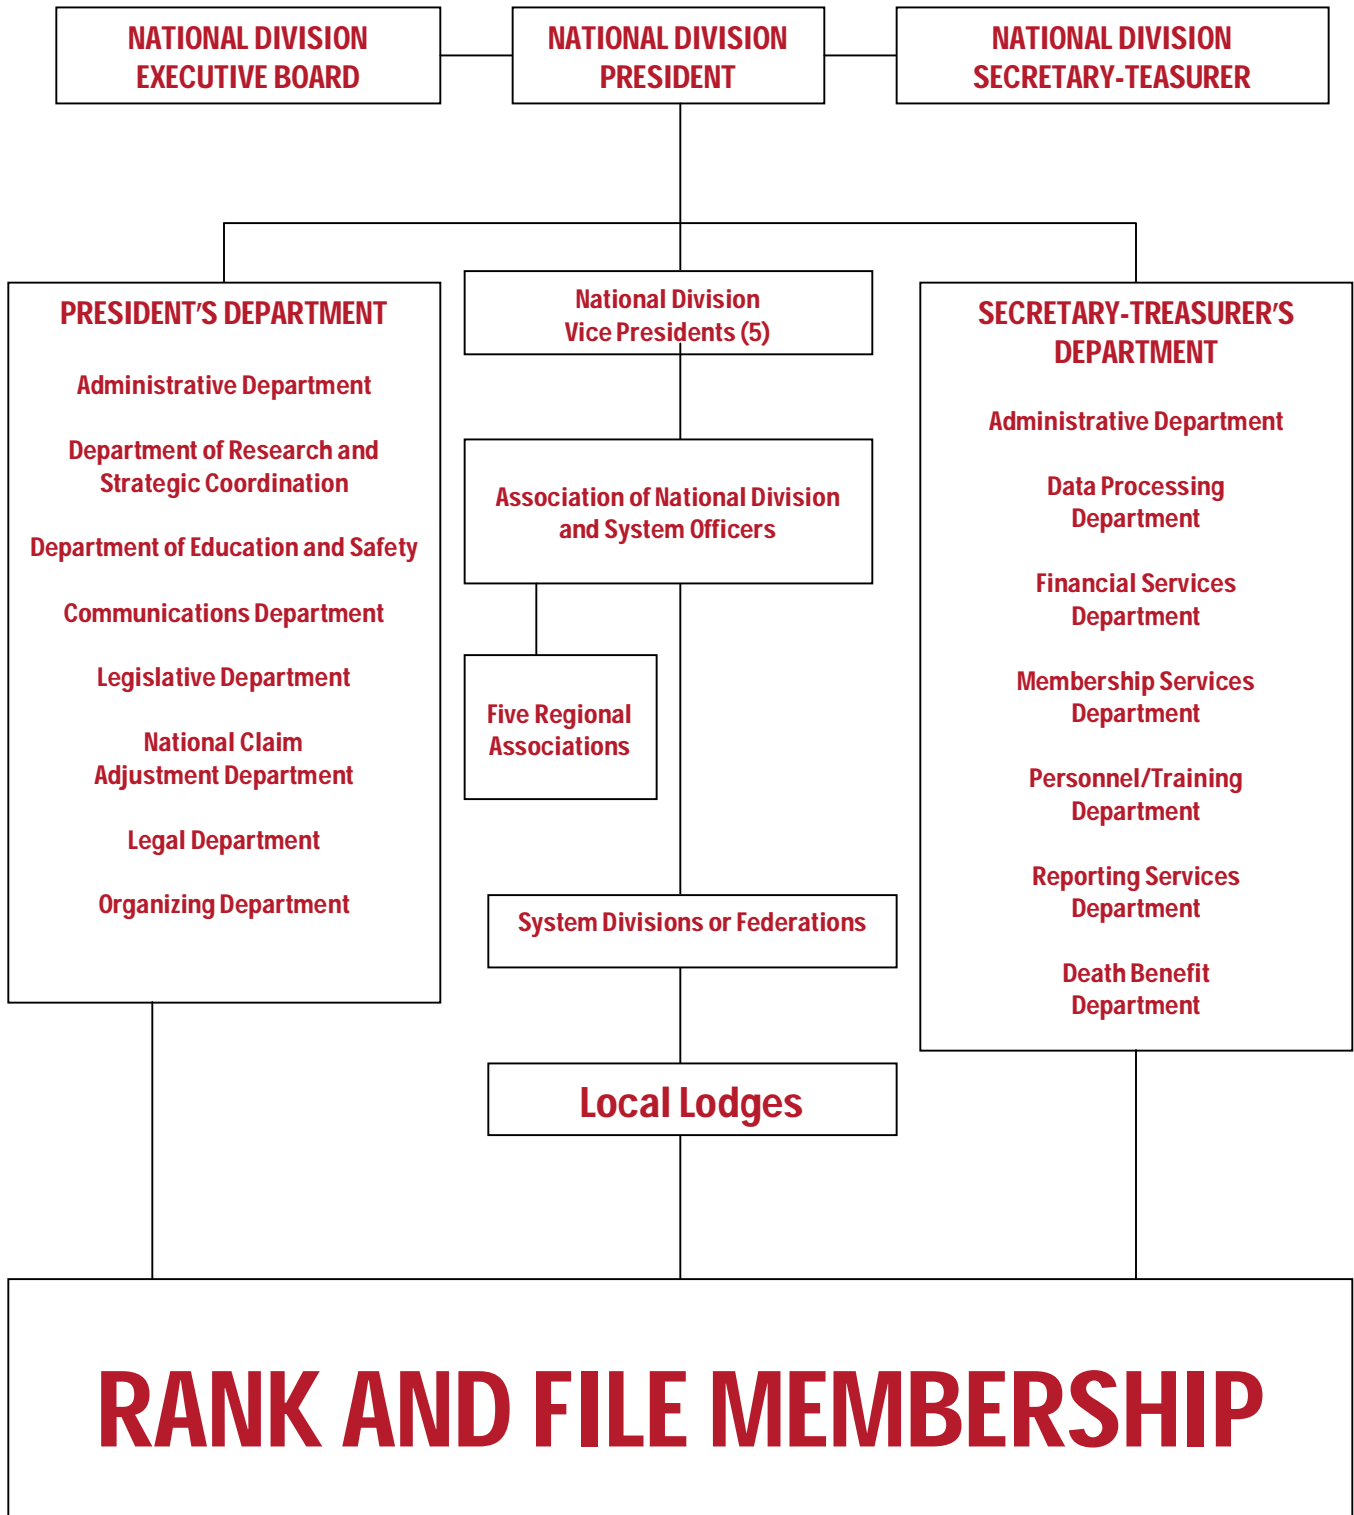 NATIONAL DIVISION
EXECUTIVE BOARD
NATIONAL DIVISION
PRESIDENT
NATIONAL DIVISION
SECRETARY-TEASURER
PRESIDENT'S DEPARTMENT
Administrative Department
Department of Research and
Strategic Coordination
Department of Education and Safety
Communications Department
Legislative Department
National Claim
Adjustment Department
Legal Department
Organizing Department
National Division
Vice Presidents (5)
Association of National Division
and System Officers
Five Regional
Associations
System Divisions or Federations
Local Lodges
SECRETARY-TREASURER'S
DEPARTMENT
Administrative Department
Data Processing
Department
Financial Services
Department
Membership Services
Department
Personnel/Training
Department
Reporting Services
Department
Death Benefit
Department
RANK AND FILE MEMBERSHIP